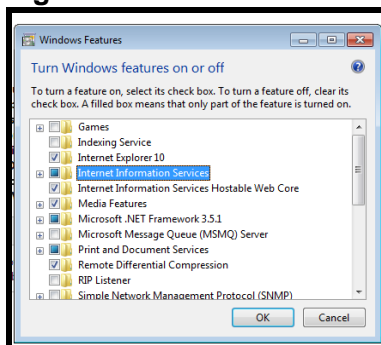 Windows Features
Turn Windows features on or off
To turn a feature on, select its check box. To turn a feature off, clear its
check box. A filled box means that only part of the feature is turned on.
Games
Indexing Service
Internet Explorer 10
Internet Information Services
Internet Information Services Hostable Web Core
Media Features
Microsoft .NET Framework 3.5.1
Microsoft Message Queue (MSMQ) Server
Print and Document Services
Remote Differential Compression
RIP Listener
Simple Network Management Protocol (SNMP)
OK Cancel